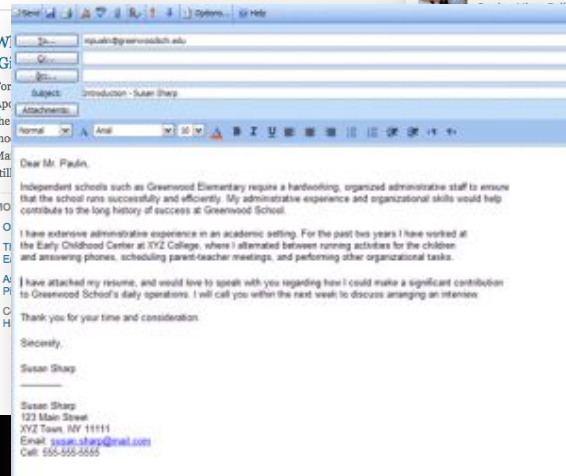 Send Options... Help
To... mpaulin@greenwoodsch.edu
Cc...
Bcc...
Subject: Introduction - Susan Sharp
Attachments:
Normal Arial 10 A B I U
Dear Mr. Paulin,
Independent schools such as Greenwood Elementary require a hardworking, organized administrative staff to ensure
that the school runs successfully and efficiently. My administrative experience and organizational skills would help
contribute to the long history of success at Greenwood School.
I have extensive administrative experience in an academic setting. For the past two years I have worked at
the Early Childhood Center at XYZ College, where I alternated between running activities for the children
and answering phones, scheduling parent-teacher meetings, and performing other organizational tasks.
I have attached my resume, and would love to speak with you regarding how I could make a significant contribution
to Greenwood School's daily operations. I will call you within the next week to discuss arranging an interview.
Thank you for your time and consideration.
Sincerely,
Susan Sharp
Susan Sharp
123 Main Street
XYZ Town, NY 11111
Email: susan.sharp@mail.com
Cell: 555-555-5555